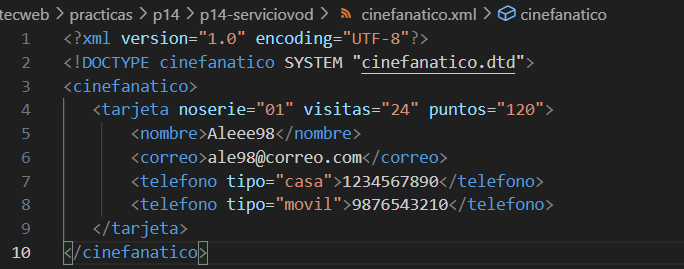 tecweb > practicas > p14 > p14-serviciovod > cinefanatico.xml > cinefanatico
1 <?xml version="1.0" encoding="UTF-8"?>
2 <!DOCTYPE cinefanatico SYSTEM "cinefanatico.dtd">
3 <cinefanatico>
4 <tarjeta noserie="01" visitas="24" puntos="120">
5 <nombre>Aleee98</nombre>
6 <correo>ale98@correo.com</correo>
7 <telefono tipo="casa">1234567890</telefono>
8 <telefono tipo="movil">9876543210</telefono>
9 </tarjeta>
10 </cinefanatico>